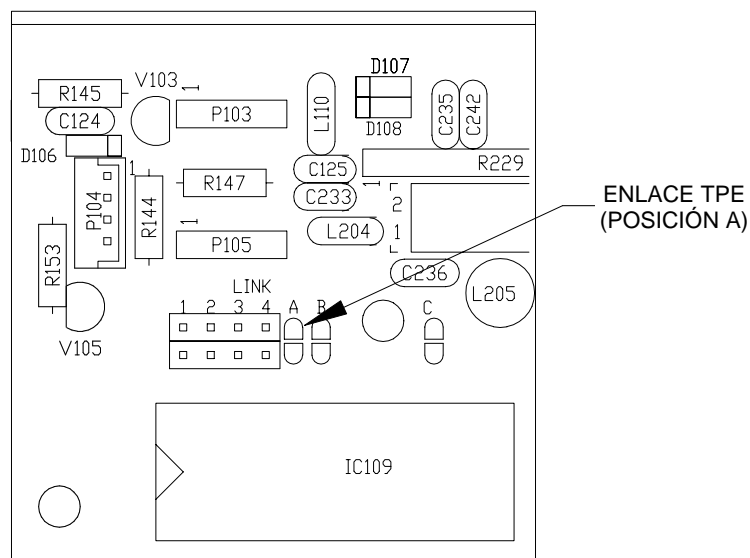 D107
V103
R145
P103
L110
C235
C242
C124
D108
D106
R229
1
1
C125
P104
R144
R147
C233
1
2
ENLACE TPE
(POSICIÓN A)
1
P105
L204
1
R153
C236
LINK
L205
1 2 3 4 A B C
V105
IC109